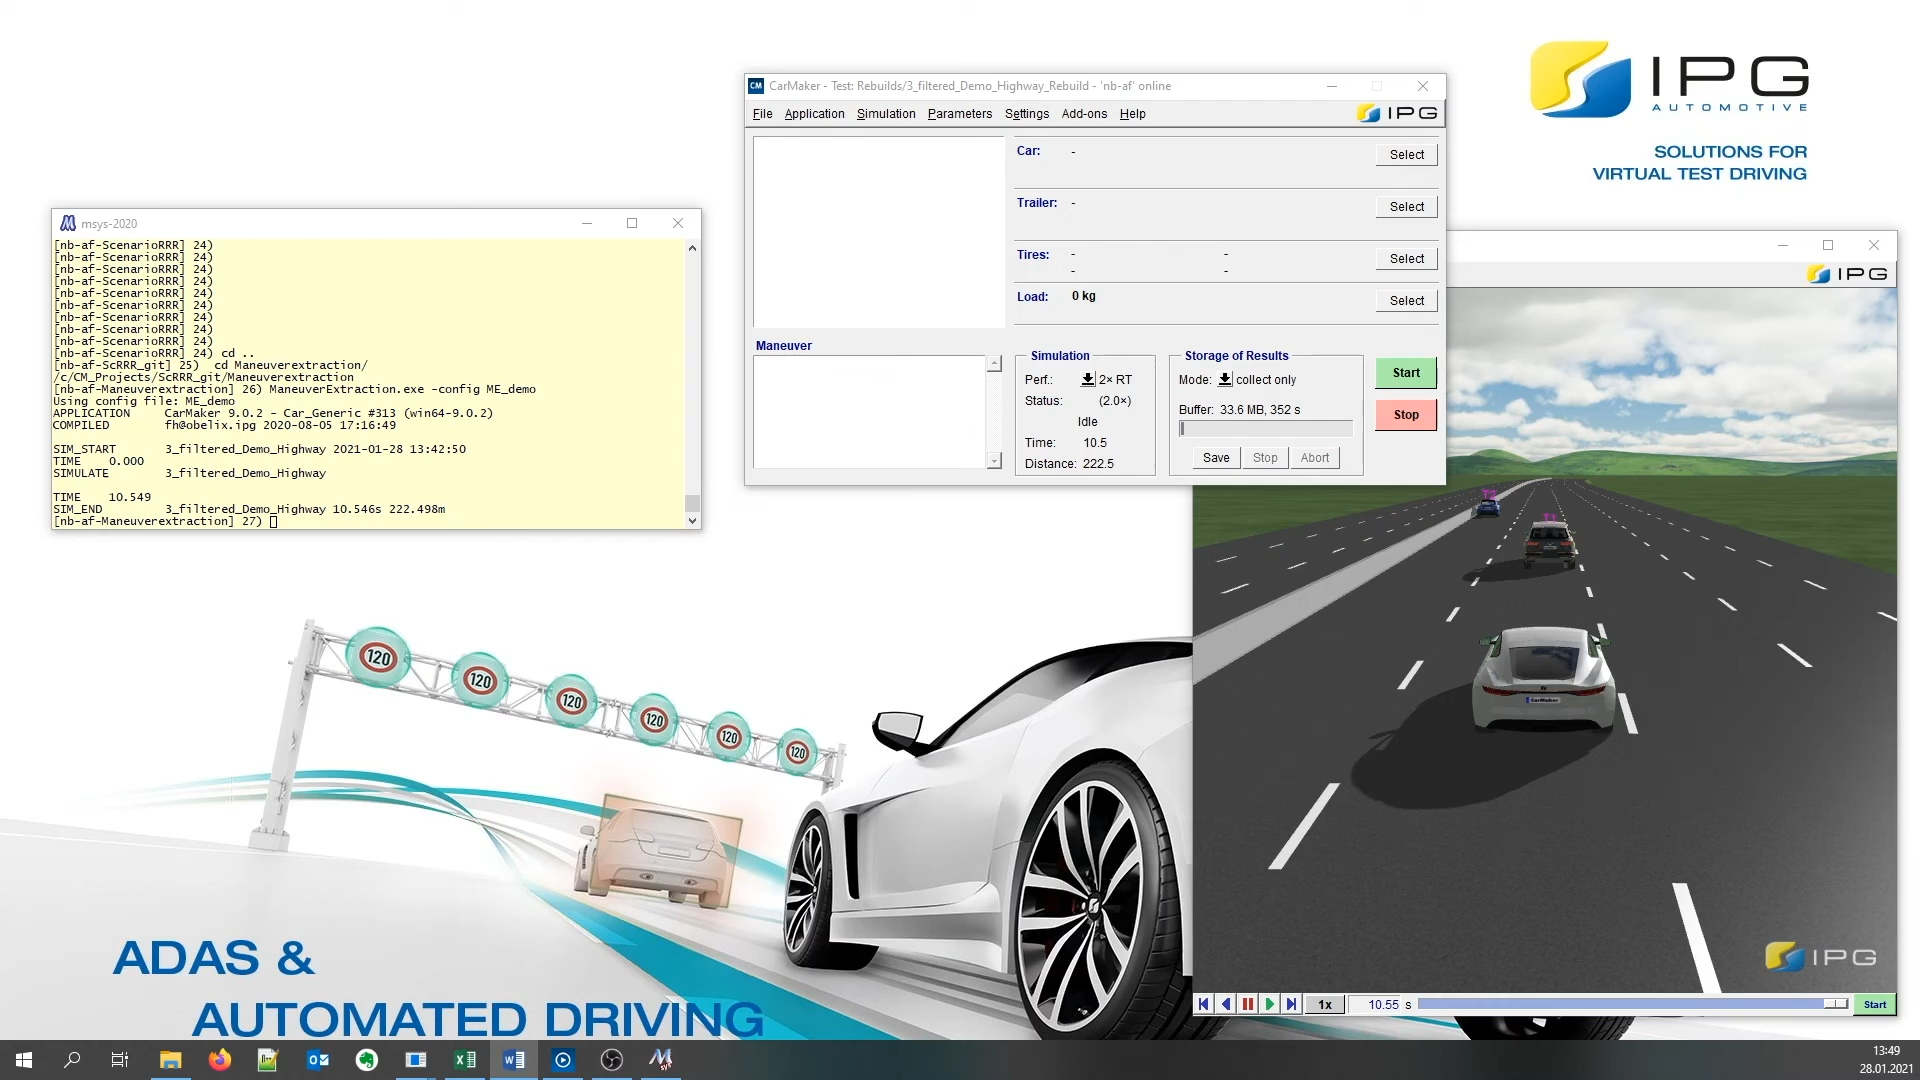 IPG
AUTOMOTIVE
SOLUTIONS FOR
VIRTUAL TEST DRIVING
CM CarMaker - Test: Rebuilds/3_filtered_Demo_Highway_Rebuild - 'nb-af' online
File Application Simulation Parameters Settings Add-ons Help
IPG
Car: - Select
Trailer: - Select
Tires: - - Select
- -
Load: 0 kg Select
Maneuver
Simulation
Perf.: 2× RT
Status: (2.0×)
Idle
Time: 10.5
Distance: 222.5
Storage of Results
Mode: collect only
Buffer: 33.6 MB, 352 s
Save Stop Abort
Start
Stop
msys-2020
[nb-af-ScenarioRRR] 24)
[nb-af-ScenarioRRR] 24)
[nb-af-ScenarioRRR] 24)
[nb-af-ScenarioRRR] 24)
[nb-af-ScenarioRRR] 24)
[nb-af-ScenarioRRR] 24)
[nb-af-ScenarioRRR] 24)
[nb-af-ScenarioRRR] 24)
[nb-af-ScenarioRRR] 24)
[nb-af-ScenarioRRR] 24) cd ..
[nb-af-ScRRR_git] 25) cd Maneuverextraction/
/c/CM_Projects/ScRRR_git/Maneuverextraction
[nb-af-Maneuverextraction] 26) ManeuverExtraction.exe -config ME_demo
Using config file: ME_demo
APPLICATION CarMaker 9.0.2 - Car_Generic #313 (win64-9.0.2)
COMPILED fh@obelix.ipg 2020-08-05 17:16:49
SIM_START 3_filtered_Demo_Highway 2021-01-28 13:42:50
TIME 0.000
SIMULATE 3_filtered_Demo_Highway
TIME 10.549
SIM_END 3_filtered_Demo_Highway 10.546s 222.498m
[nb-af-Maneuverextraction] 27)
IPG
CarMaker
IPG
1x 10.55 s Start
120
120
120
120
120
120
ADAS &
AUTOMATED DRIVING
13:49
28.01.2021